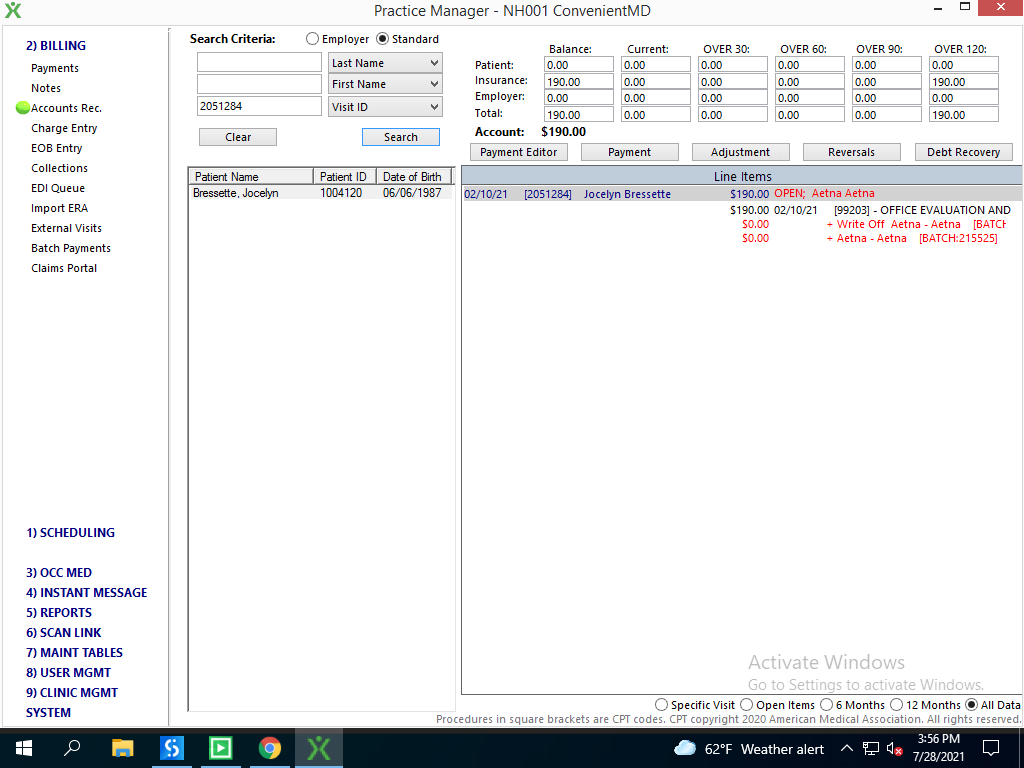 Practice Manager - NH001 ConvenientMD
2) BILLING
Payments
Notes
Accounts Rec.
Charge Entry
EOB Entry
Collections
EDI Queue
Import ERA
External Visits
Batch Payments
Claims Portal
1) SCHEDULING
3) OCC MED
4) INSTANT MESSAGE
5) REPORTS
6) SCAN LINK
7) MAINT TABLES
8) USER MGMT
9) CLINIC MGMT
SYSTEM
Search Criteria: Employer Standard
Last Name
First Name
2051284 Visit ID
Clear Search
Patient Name Patient ID Date of Birth
Bressette, Jocelyn 1004120 06/06/1987
Balance: Current: OVER 30: OVER 60: OVER 90: OVER 120:
Patient: 0.00 0.00 0.00 0.00 0.00 0.00
Insurance: 190.00 0.00 0.00 0.00 0.00 190.00
Employer: 0.00 0.00 0.00 0.00 0.00 0.00
Total: 190.00 0.00 0.00 0.00 0.00 190.00
Account: $190.00
Payment Editor Payment Adjustment Reversals Debt Recovery
Line Items
02/10/21 [2051284] Jocelyn Bressette $190.00 OPEN; Aetna Aetna
$190.00 02/10/21 [99203] - OFFICE EVALUATION AND
$0.00 + Write Off Aetna - Aetna [BATCH
$0.00 + Aetna - Aetna [BATCH:215525]
Activate Windows
Go to Settings to activate Windows.
Specific Visit Open Items 6 Months 12 Months All Data
Procedures in square brackets are CPT codes. CPT copyright 2020 American Medical Association. All rights reserved.
62°F Weather alert
3:56 PM
7/28/2021